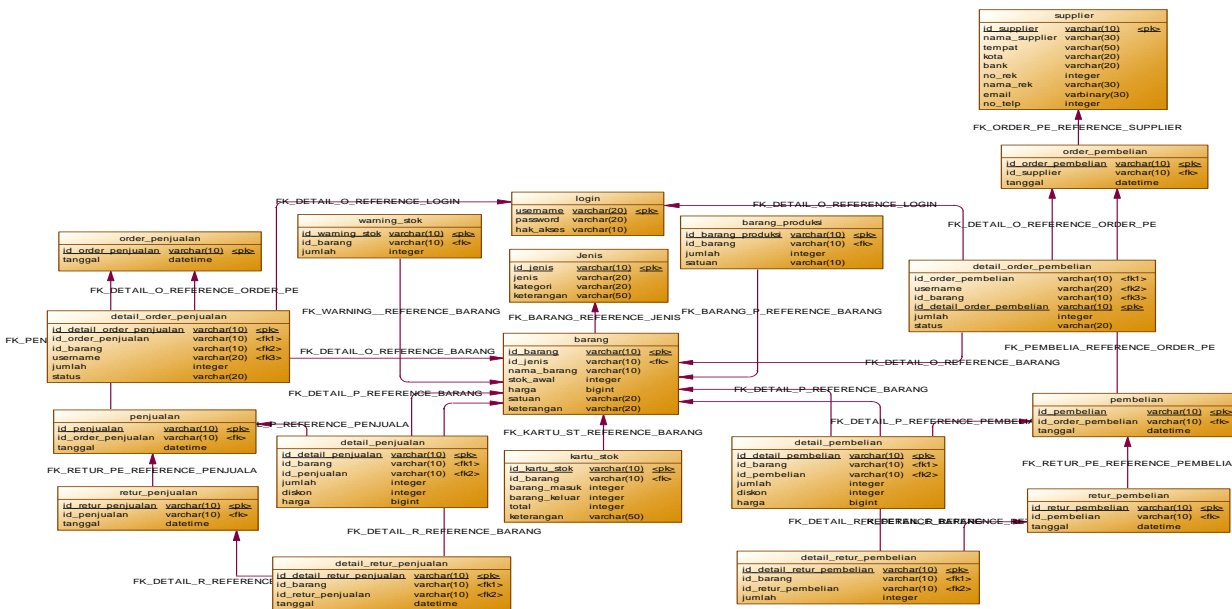 supplier
id_supplier varchar(10) <pk>
nama_supplier varchar(30)
tempat varchar(50)
kota varchar(20)
bank varchar(20)
no_rek integer
nama_rek varchar(30)
email varbinary(30)
no_telp integer
FK_ORDER_PE_REFERENCE_SUPPLIER
order_pembelian
id_order_pembelian varchar(10) <pk>
id_supplier varchar(10) <fk>
tanggal datetime
login
username varchar(20) <pk>
password varchar(20)
hak_akses varchar(10)
FK_DETAIL_O_REFERENCE_LOGIN
FK_DETAIL_O_REFERENCE_LOGIN
warning_stok
id_warning_stok varchar(10) <pk>
id_barang varchar(10) <fk>
jumlah integer
barang_produksi
id_barang_produksi varchar(10) <pk>
id_barang varchar(10) <fk>
jumlah integer
satuan varchar(10)
FK_DETAIL_O_REFERENCE_ORDER_PE
order_penjualan
id_order_penjualan varchar(10) <pk>
tanggal datetime
Jenis
id_jenis varchar(10) <pk>
jenis varchar(20)
kategori varchar(20)
keterangan varchar(50)
detail_order_pembelian
id_order_pembelian varchar(10) <fk1>
username varchar(20) <fk2>
id_barang varchar(10) <fk3>
id_detail_order_pembelian varchar(10) <pk>
jumlah integer
status varchar(20)
FK_DETAIL_O_REFERENCE_ORDER_PE
FK_WARNING__REFERENCE_BARANG
FK_BARANG_REFERENCE_JENIS
FK_BARANG_P_REFERENCE_BARANG
detail_order_penjualan
id_detail_order_penjualan varchar(10) <pk>
id_order_penjualan varchar(10) <fk1>
id_barang varchar(10) <fk2>
username varchar(20) <fk3>
jumlah integer
status varchar(20)
FK_PEN
FK_DETAIL_O_REFERENCE_BARANG
barang
id_barang varchar(10) <pk>
id_jenis varchar(10) <fk>
nama_barang varchar(10)
stok_awal integer
harga bigint
satuan varchar(20)
keterangan varchar(20)
FK_PEMBELIA_REFERENCE_ORDER_PE
FK_DETAIL_O_REFERENCE_BARANG
FK_DETAIL_P_REFERENCE_BARANG
FK_DETAIL_P_REFERENCE_BARANG
penjualan
id_penjualan varchar(10) <pk>
id_order_penjualan varchar(10) <fk>
tanggal datetime
_P_REFERENCE_PENJUALA
FK_DETAIL_P_REFERENCE_PEMBELIA
pembelian
id_pembelian varchar(10) <pk>
id_order_pembelian varchar(10) <fk>
tanggal datetime
FK_KARTU_ST_REFERENCE_BARANG
detail_penjualan
id_detail_penjualan varchar(10) <pk>
id_barang varchar(10) <fk1>
id_penjualan varchar(10) <fk2>
jumlah integer
diskon integer
harga bigint
kartu_stok
id_kartu_stok varchar(10) <pk>
id_barang varchar(10) <fk>
barang_masuk integer
barang_keluar integer
total integer
keterangan varchar(50)
detail_pembelian
id_detail_pembelian varchar(10) <pk>
id_barang varchar(10) <fk1>
id_pembelian varchar(10) <fk2>
jumlah integer
diskon integer
harga bigint
FK_RETUR_PE_REFERENCE_PENJUALA
FK_RETUR_PE_REFERENCE_PEMBELIA
retur_penjualan
id_retur_penjualan varchar(10) <pk>
id_penjualan varchar(10) <fk>
tanggal datetime
retur_pembelian
id_retur_pembelian varchar(10) <pk>
id_pembelian varchar(10) <fk>
tanggal datetime
FK_DETAIL_R_REFERENCE_BARANG
FK_DETAIL_R_REFERENCE
detail_retur_penjualan
id_detail_retur_penjualan varchar(10) <pk>
id_barang varchar(10) <fk1>
id_retur_penjualan varchar(10) <fk2>
tanggal datetime
detail_retur_pembelian
id_detail_retur_pembelian varchar(10) <pk>
id_barang varchar(10) <fk1>
id_retur_pembelian varchar(10) <fk2>
jumlah integer